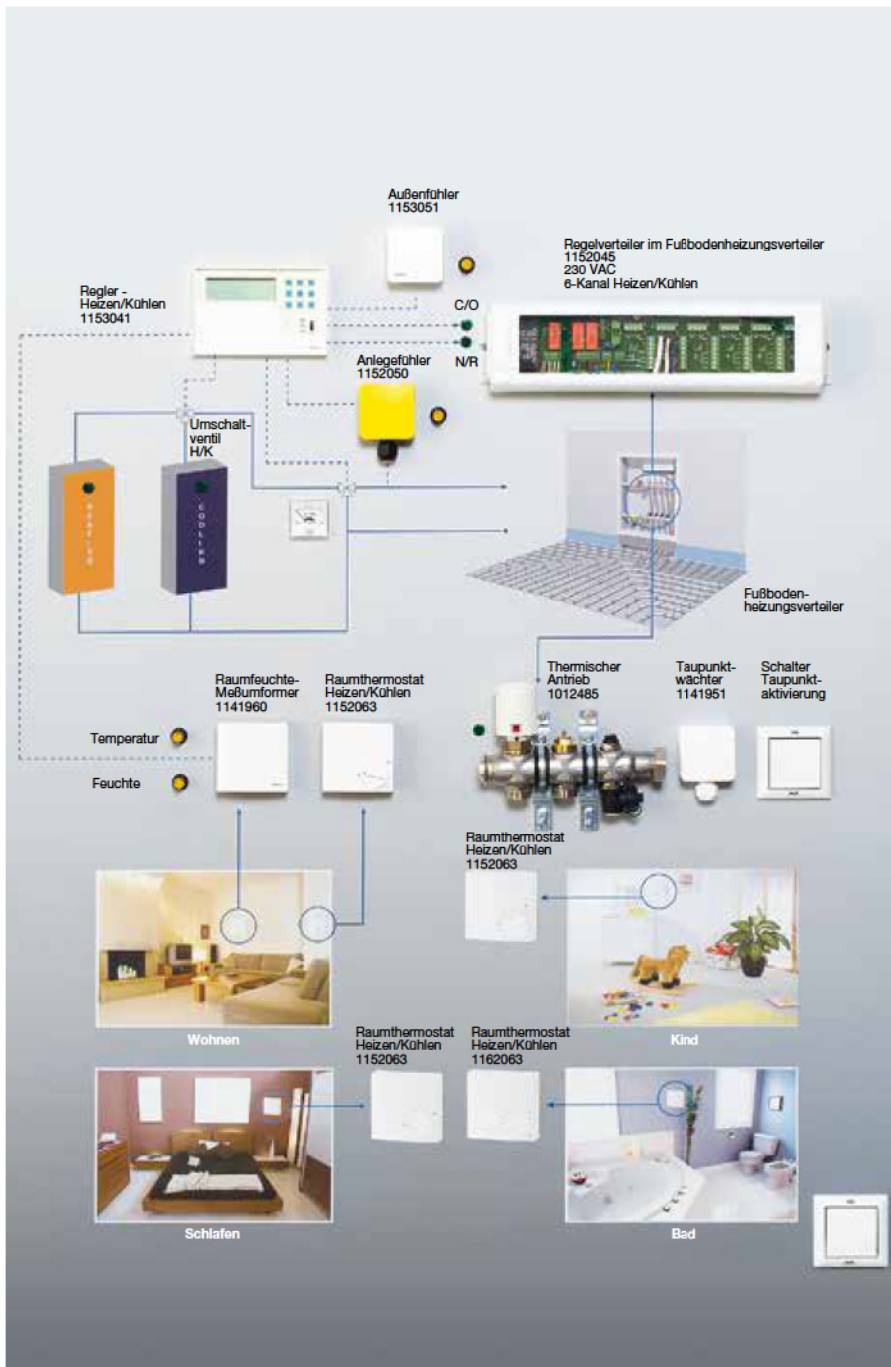 Außenfühler
1153051
Regelverteiler im Fußbodenheizungsverteiler
1152045
230 VAC
6-Kanal Heizen/Kühlen
Regler -
Heizen/Kühlen
1153041
C/O
N/R
Anlegefühler
1152050
Umschalt-
ventil
H/K
HEATING
COOLING
Fußboden-
heizungsverteiler
Raumfeuchte-
Meßumformer
1141960
Raumthermostat
Heizen/Kühlen
1152063
Thermischer
Antrieb
1012485
Taupunkt-
wächter
1141951
Schalter
Taupunkt-
aktivierung
Temperatur
Feuchte
Raumthermostat
Heizen/Kühlen
1152063
Wohnen
Kind
Raumthermostat
Heizen/Kühlen
1152063
Raumthermostat
Heizen/Kühlen
1162063
Schlafen
Bad